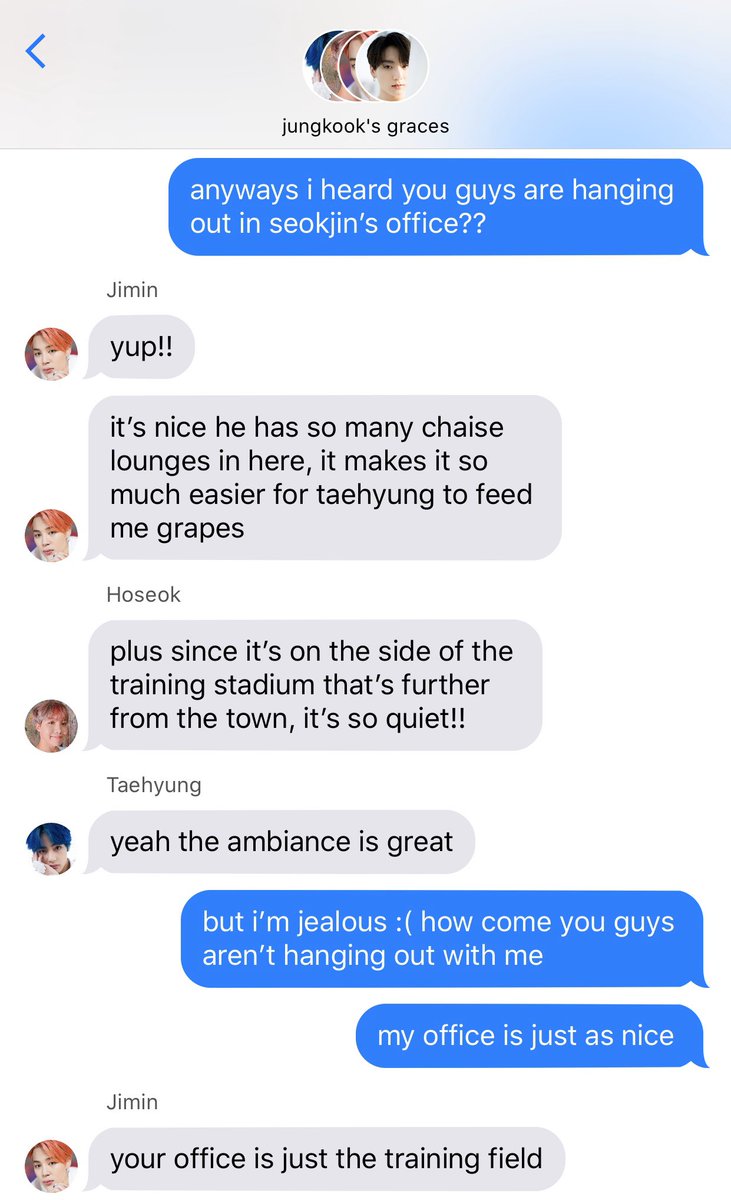 jungkook's graces
anyways i heard you guys are hanging
out in seokjin’s office??
Jimin
yup!!
it’s nice he has so many chaise
lounges in here, it makes it so
much easier for taehyung to feed
me grapes
Hoseok
plus since it’s on the side of the
training stadium that’s further
from the town, it’s so quiet!!
Taehyung
yeah the ambiance is great
but i’m jealous :( how come you guys
aren’t hanging out with me
my office is just as nice
Jimin
your office is just the training field